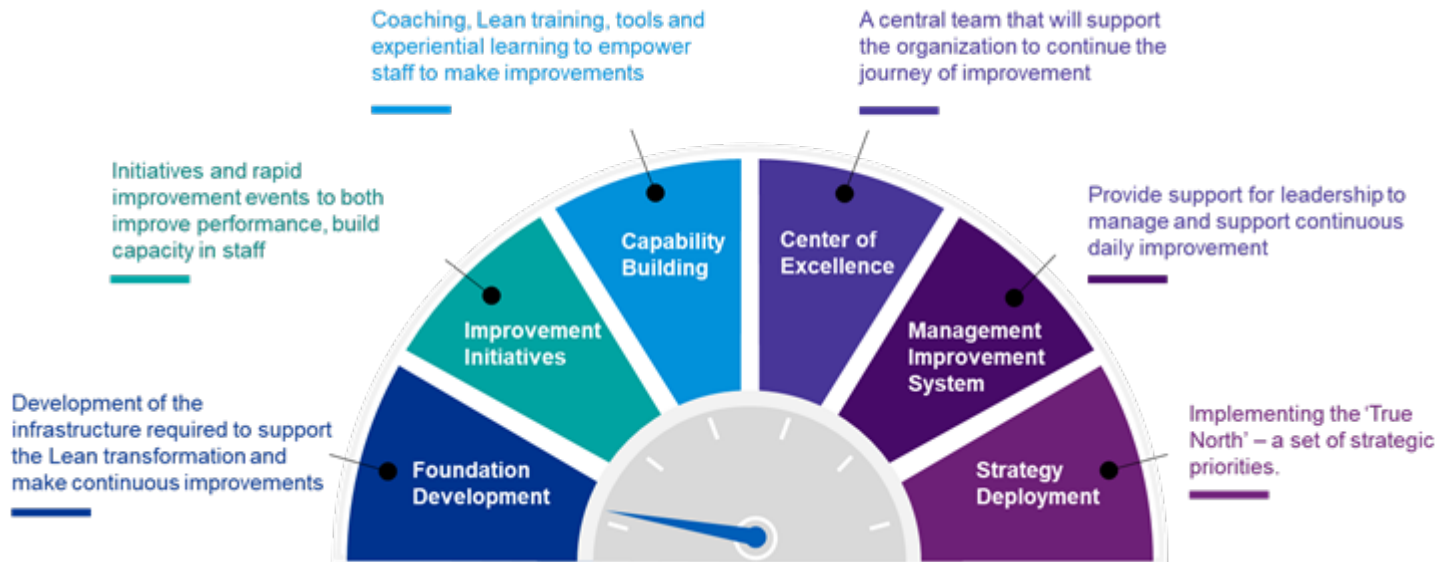 Coaching, Lean training, tools and
experiential learning to empower
staff to make improvements
A central team that will support
the organization to continue the
journey of improvement
Initiatives and rapid
improvement events to both
improve performance, build
capacity in staff
Provide support for leadership to
manage and support continuous
daily improvement
Capability
Building
Center of
Excellence
Improvement
Initiatives
Management
Improvement
System
Development of the
infrastructure required to support
the Lean transformation and
make continuous improvements
Foundation
Development
Strategy
Deployment
Implementing the ‘True
North’ – a set of strategic
priorities.